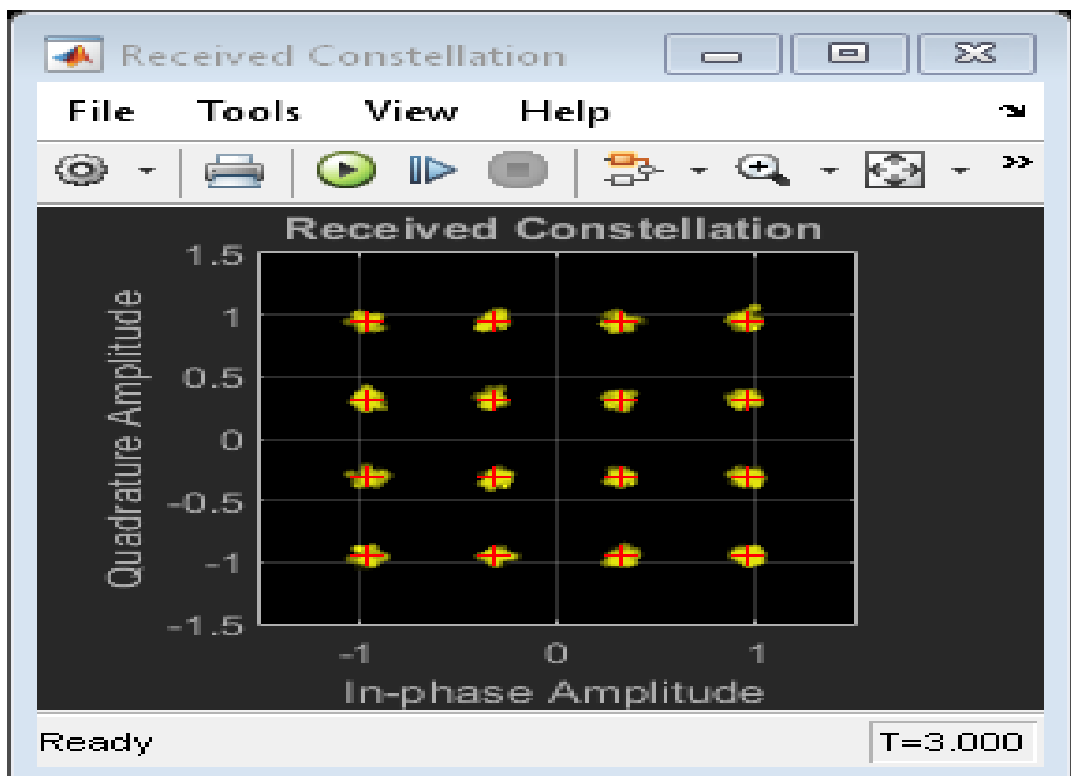 Received Constellation
File Tools View Help
Received Constellation
Quadrature Amplitude
1.5
1
0.5
0
-0.5
-1
-1.5
-1 0 1
In-phase Amplitude
Ready T=3.000